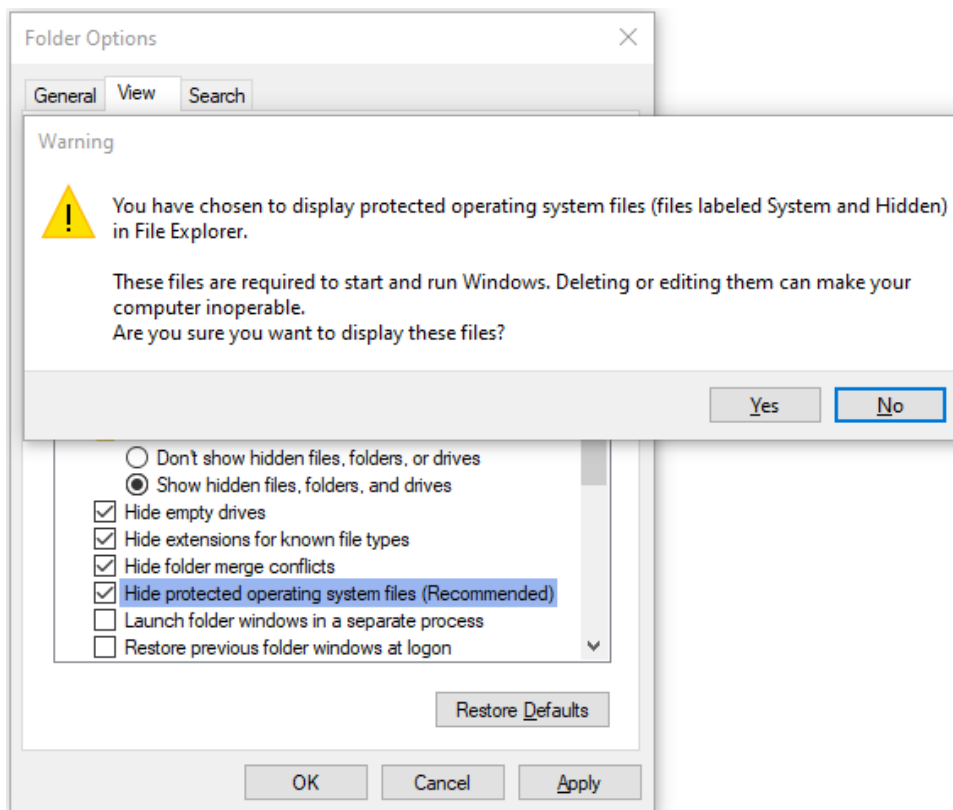 Folder Options
General View Search
Warning
You have chosen to display protected operating system files (files labeled System and Hidden)
in File Explorer.
These files are required to start and run Windows. Deleting or editing them can make your
computer inoperable.
Are you sure you want to display these files?
Yes No
Don't show hidden files, folders, or drives
Show hidden files, folders, and drives
Hide empty drives
Hide extensions for known file types
Hide folder merge conflicts
Hide protected operating system files (Recommended)
Launch folder windows in a separate process
Restore previous folder windows at logon
Restore Defaults
OK Cancel Apply